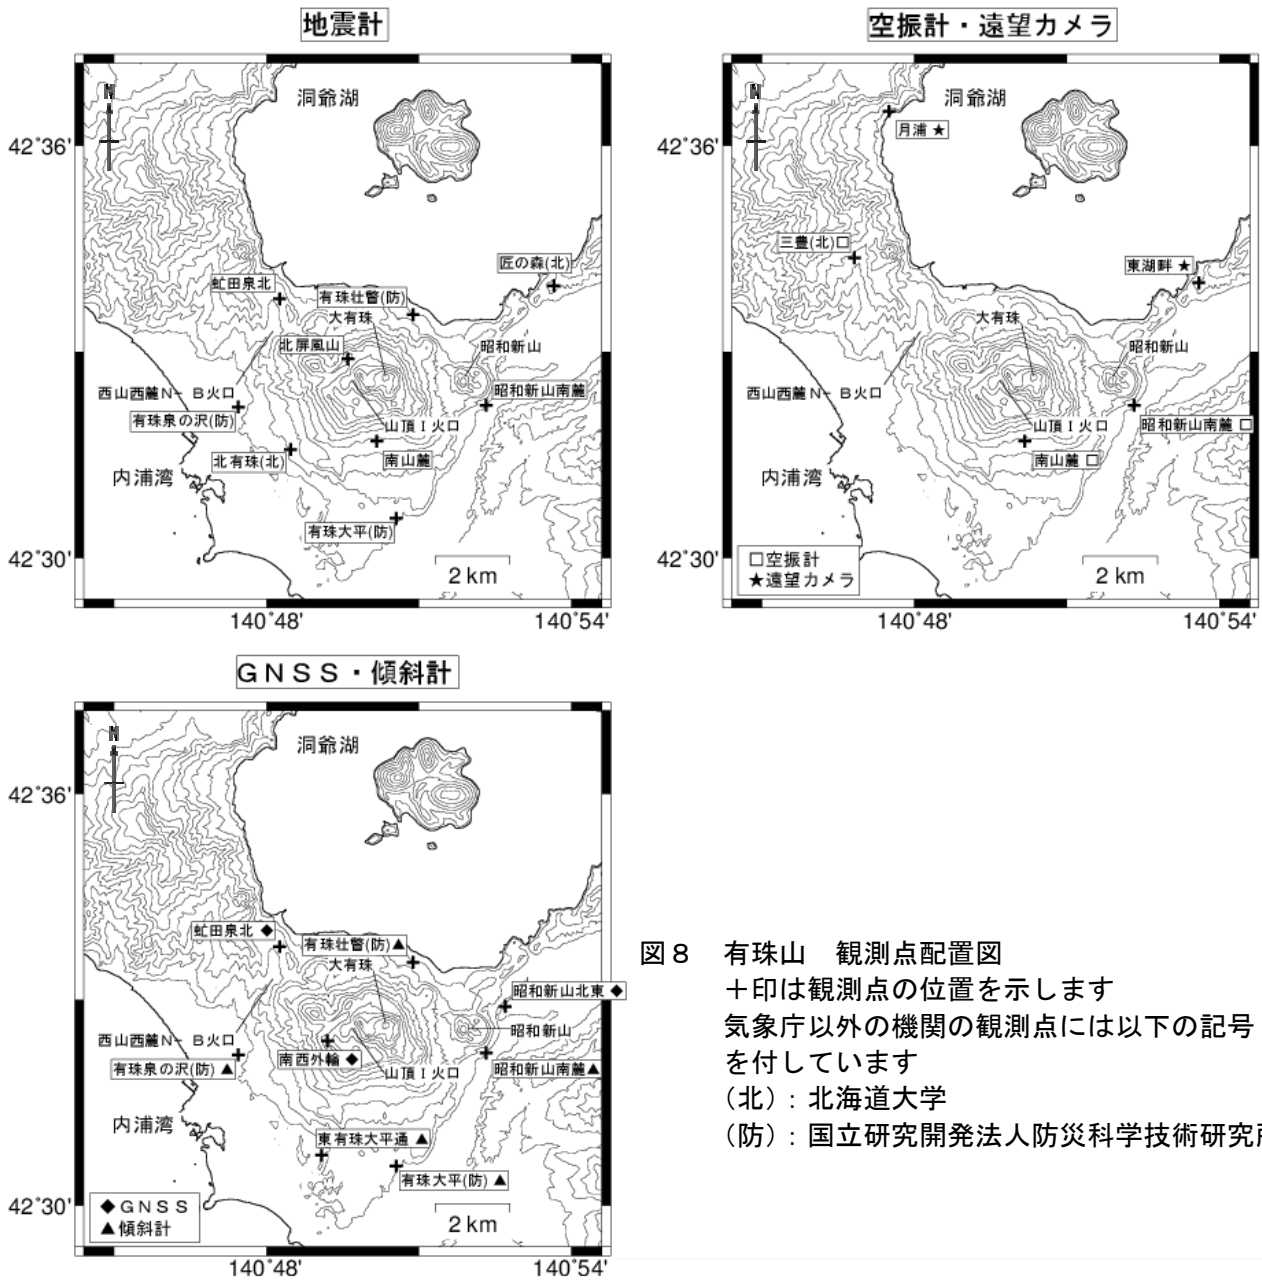 地震計
N
洞爺湖
42°36'
匠の森(北)
虻田泉北
有珠壮瞥(防)
大有珠
北屏風山
昭和新山
西山西麓N-B火口
昭和新山南麓
有珠泉の沢(防)
山頂I火口
北有珠(北)
南山麓
内浦湾
有珠大平(防)
42°30'
2 km
140°48'
140°54'
空振計・遠望カメラ
N
洞爺湖
月浦 ★
42°36'
三豊(北)□
東湖畔 ★
大有珠
昭和新山
西山西麓N-B火口
山頂I火口
昭和新山南麓 □
南山麓 □
内浦湾
□空振計
★遠望カメラ
42°30'
2 km
140°48'
140°54'
GNSS・傾斜計
N
洞爺湖
42°36'
虻田泉北 ◆
有珠壮瞥(防)▲
大有珠
昭和新山北東 ◆
昭和新山
西山西麓N-B火口
南西外輪 ◆
有珠泉の沢(防) ▲
山頂I火口
昭和新山南麓▲
内浦湾
東有珠大平通 ▲
有珠大平(防) ▲
◆GNSS
▲傾斜計
42°30'
2 km
140°48'
140°54'
図8 有珠山 観測点配置図
+印は観測点の位置を示します
気象庁以外の機関の観測点には以下の記号
を付しています
(北):北海道大学
(防):国立研究開発法人防災科学技術研究所